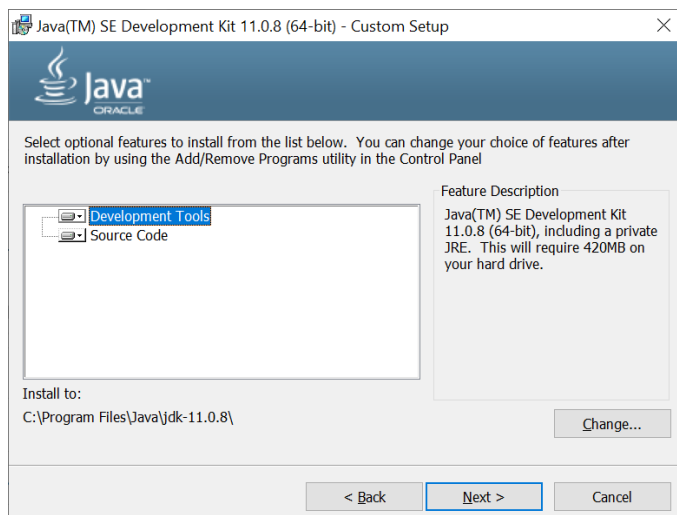 Java(TM) SE Development Kit 11.0.8 (64-bit) - Custom Setup
Java™
ORACLE
Select optional features to install from the list below. You can change your choice of features after
installation by using the Add/Remove Programs utility in the Control Panel
Feature Description
Development Tools
Source Code
Java(TM) SE Development Kit
11.0.8 (64-bit), including a private
JRE. This will require 420MB on
your hard drive.
Install to:
C:\Program Files\Java\jdk-11.0.8\
Change...
< Back
Next >
Cancel